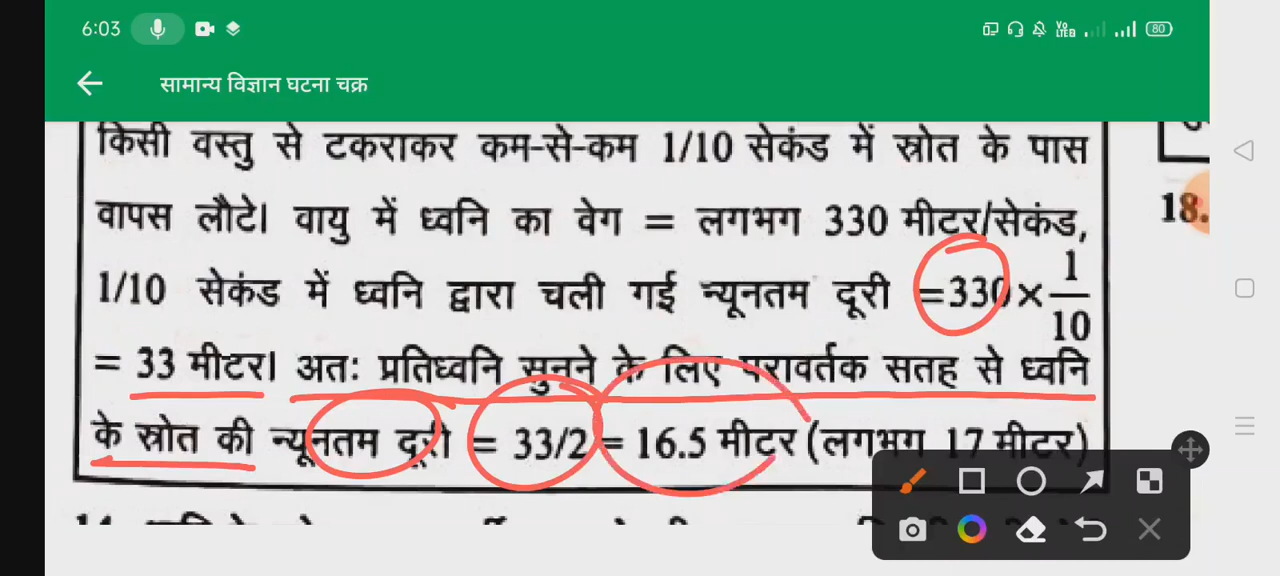 6:03 Vo LTE2 80
सामान्य विज्ञान घटना चक्र
किसी वस्तु से टकराकर कम-से-कम 1/10 सेकंड में स्रोत के पास
वापस लौटे। वायु में ध्वनि का वेग = लगभग 330 मीटर/सेकंड,
1/10 सेकंड में ध्वनि द्वारा चली गई न्यूनतम दूरी =330×1/10
= 33 मीटर। अतः प्रतिध्वनि सुनने के लिए परावर्तक सतह से ध्वनि
के स्रोत की न्यूनतम दूरी = 33/2 = 16.5 मीटर (लगभग 17 मीटर)
18.